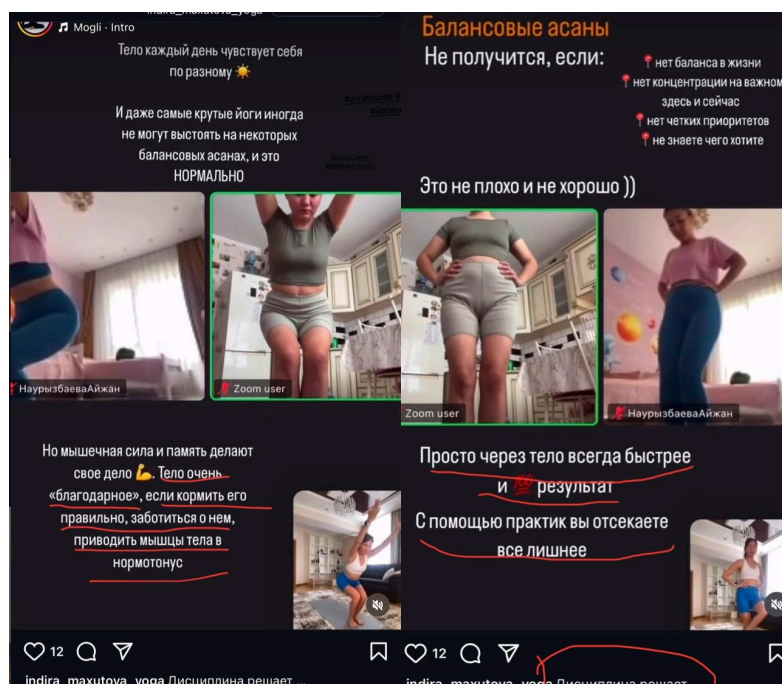 indira_maxutova_yoga
Mogli · Intro
Тело каждый день чувствует себя
по разному ☀️
И даже самые крутые йоги иногда
не могут выстоять на некоторых
балансовых асанах, и это
НОРМАЛЬНО
НаурызбаеваАйжан
Zoom user
Но мышечная сила и память делают
свое дело 💪. Тело очень
«благодарное», если кормить его
правильно, заботиться о нем,
приводить мышцы тела в
нормотонус
12
indira_maxutova_yoga Дисциплина решает ...
Балансовые асаны
Не получится, если:
📍нет баланса в жизни
📍нет концентрации на важном
здесь и сейчас
📍нет четких приоритетов
📍не знаете чего хотите
Это не плохо и не хорошо ))
Zoom user
НаурызбаеваАйжан
Просто через тело всегда быстрее
и 💯 результат
С помощью практик вы отсекаете
все лишнее
12
indira_maxutova_yoga Дисциплина решает